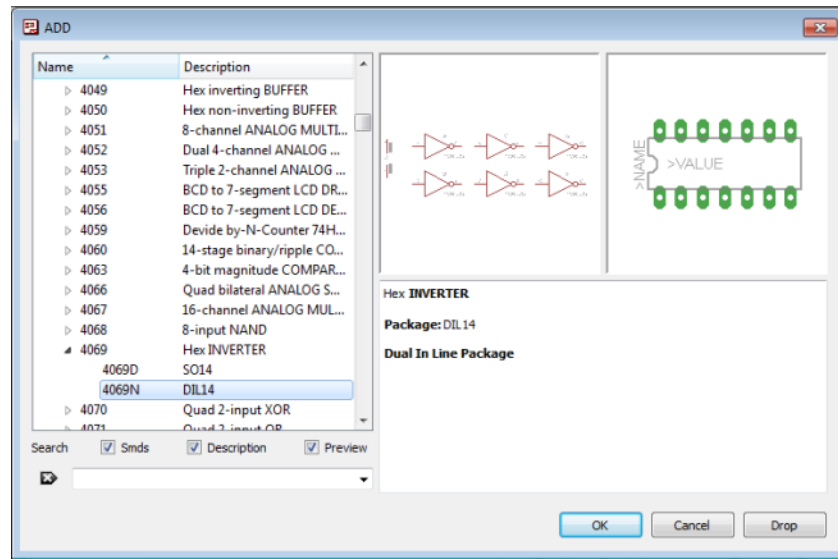 ADD
Name Description
4049 Hex inverting BUFFER
4050 Hex non-inverting BUFFER
4051 8-channel ANALOG MULTI...
4052 Dual 4-channel ANALOG ...
4053 Triple 2-channel ANALOG ...
4055 BCD to 7-segment LCD DR...
4056 BCD to 7-segment LCD DE...
4059 Devide by-N-Counter 74H...
4060 14-stage binary/ripple CO...
4063 4-bit magnitude COMPAR...
4066 Quad bilateral ANALOG S...
4067 16-channel ANALOG MUL...
4068 8-input NAND
4069 Hex INVERTER
4069D SO14
4069N DIL14
4070 Quad 2-input XOR
4071 Quad 2-input OR
Search Smds Description Preview
>NAME
>VALUE
Hex INVERTER
Package: DIL14
Dual In Line Package
OK Cancel Drop